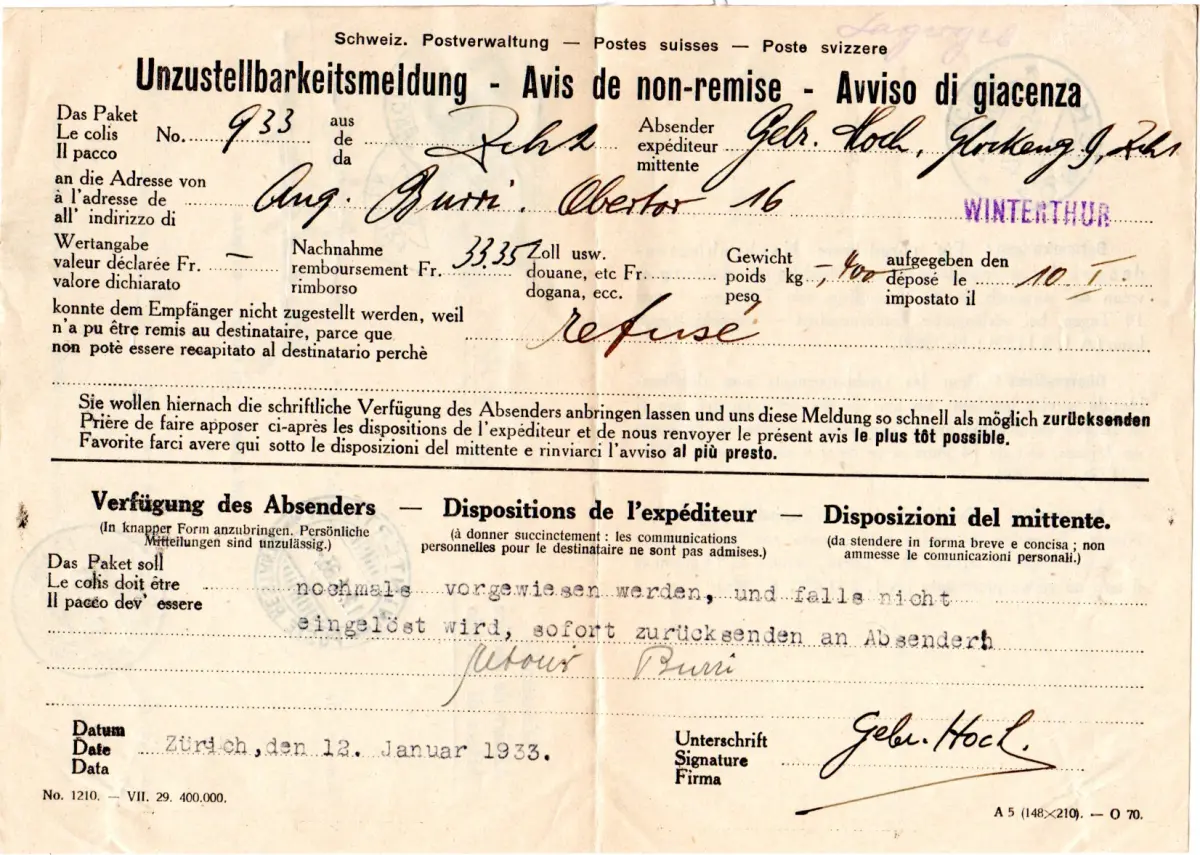 Schweiz. Postverwaltung — Postes suisses — Poste svizzere
Unzustellbarkeitsmeldung - Avis de non-remise - Avviso di giacenza
Das Paket
Le colis No. 933
Il pacco
aus
de
da
Absender
expéditeur Gebr. Hoch,
mittente
an die Adresse von
à l'adresse de Aug. Burri. Obertor 16
all' indirizzo di
WINTERTHUR
Wertangabe
valeur déclarée Fr. —
valore dichiarato
Nachnahme
remboursement Fr. 33.35
rimborso
Zoll usw.
douane, etc Fr.
dogana, ecc.
Gewicht
poids kg. -,400
peso
aufgegeben den
déposé le 10. I.
impostato il
konnte dem Empfänger nicht zugestellt werden, weil
n'a pu être remis au destinataire, parce que refusé
non potè essere recapitato al destinatario perchè
Sie wollen hiernach die schriftliche Verfügung des Absenders anbringen lassen und uns diese Meldung so schnell als möglich zurücksenden
Prière de faire apposer ci-après les dispositions de l'expéditeur et de nous renvoyer le présent avis le plus tôt possible.
Favorite farci avere qui sotto le disposizioni del mittente e rinviarci l'avviso al più presto.
Verfügung des Absenders — Dispositions de l'expéditeur — Disposizioni del mittente.
(In knapper Form anzubringen. Persönliche
Mitteilungen sind unzulässig.)
(à donner succinctement : les communications
personnelles pour le destinataire ne sont pas admises.)
(da stendere in forma breve e concisa ; non
ammesse le comunicazioni personali.)
Das Paket soll
Le colis doit être nochmals vorgewiesen werden, und falls nicht
Il pacco dev' essere
eingelöst wird, sofort zurücksenden an Absender!
retour Burri
Datum
Date Zürich, den 12. Januar 1933.
Data
Unterschrift
Signature Gebr. Hoch.
Firma
No. 1210. — VII. 29. 400.000.
A 5 (148×210). — O 70.